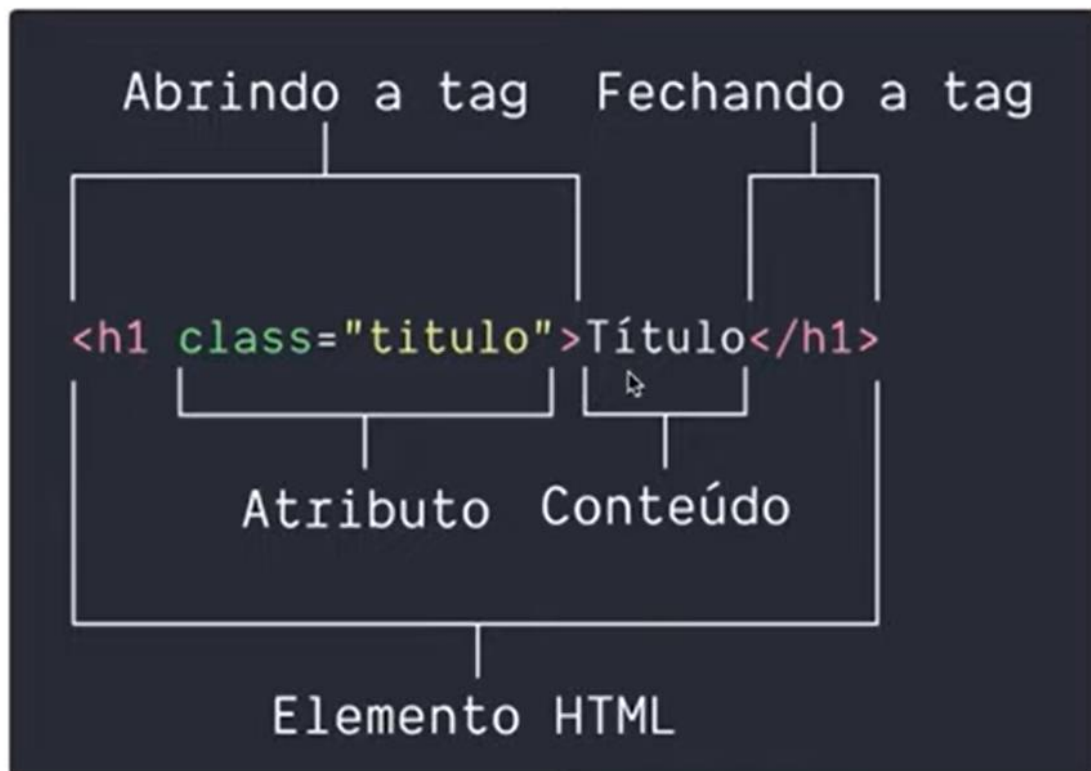 Abrindo a tag Fechando a tag
<h1 class="titulo">Título</h1>
Atributo Conteúdo
Elemento HTML